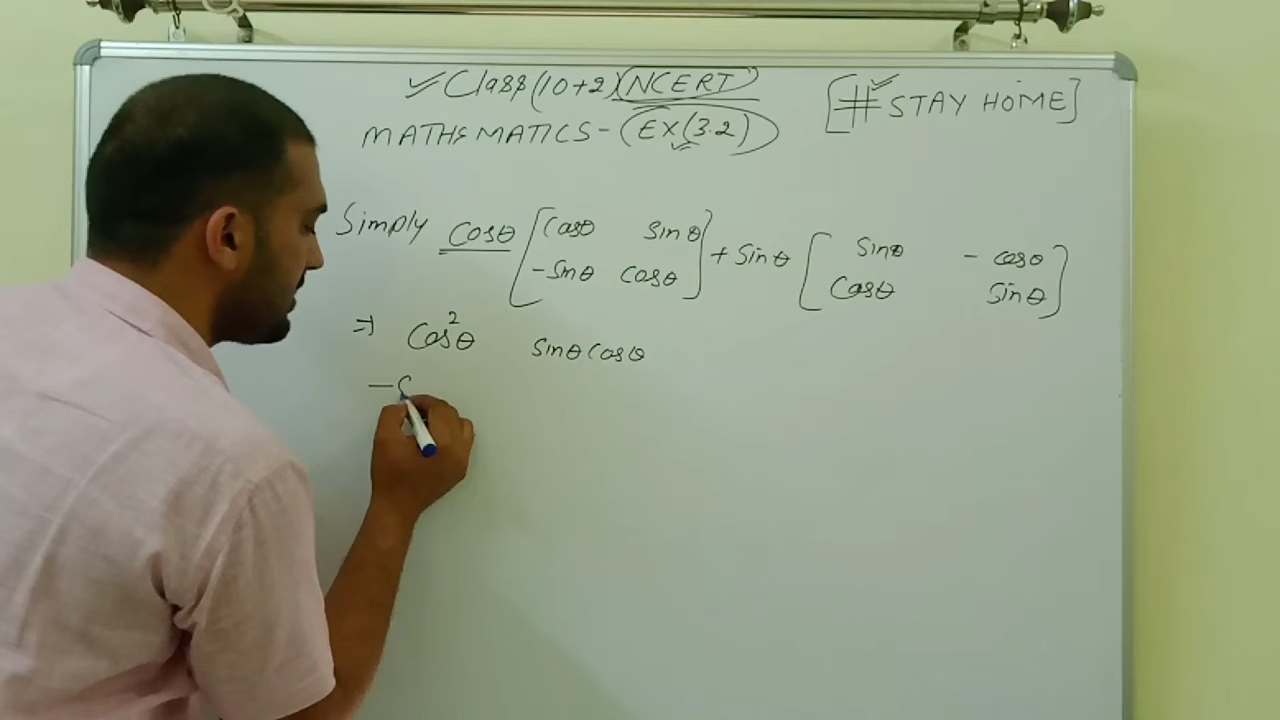 ✓Class(10+2)(NCERT)
[# STAY HOME]
MATHEMATICS-(EX(3.2))
Simply Cosθ [Cosθ sinθ] + Sinθ [Sinθ - cosθ]
-Sinθ Cosθ Cosθ Sinθ
⇒ Cos²θ sinθ Cosθ
—